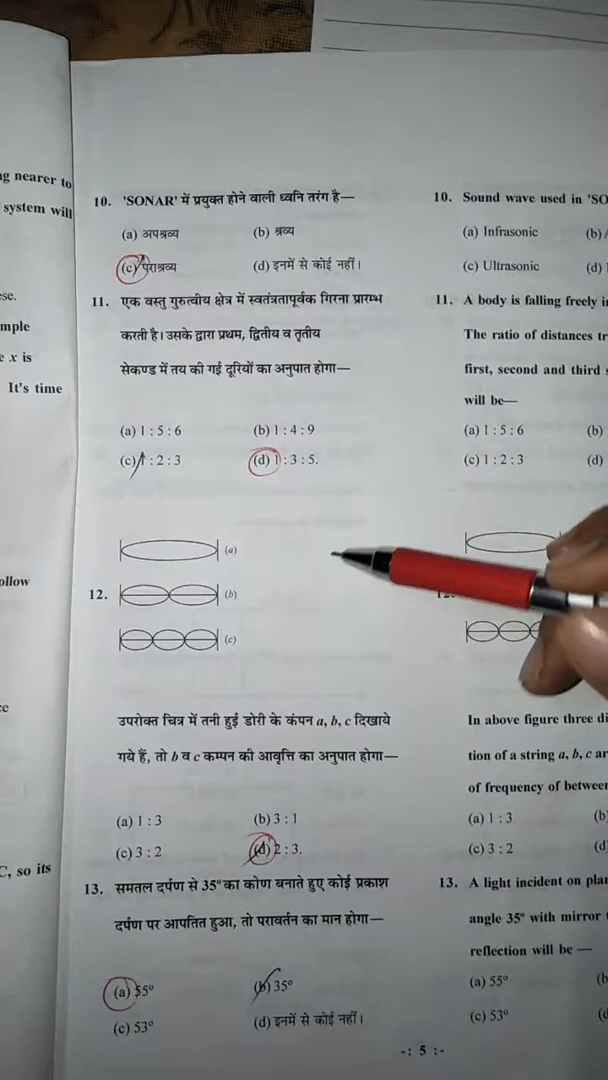 ng nearer to
system will
ese.
mple
e x is
It's time
ollow
ce
C, so its
10. 'SONAR' में प्रयुक्त होने वाली ध्वनि तरंग है—
(a) अपश्रव्य (b) श्रव्य
(c) पराश्रव्य (d) इनमें से कोई नहीं।
11. एक वस्तु गुरुत्वीय क्षेत्र में स्वतंत्रतापूर्वक गिरना प्रारम्भ
करती है। उसके द्वारा प्रथम, द्वितीय व तृतीय
सेकण्ड में तय की गई दूरियों का अनुपात होगा—
(a) 1 : 5 : 6 (b) 1 : 4 : 9
(c) 1 : 2 : 3 (d) 1 : 3 : 5.
(a)
12. (b)
(c)
उपरोक्त चित्र में तनी हुई डोरी के कंपन a, b, c दिखाये
गये हैं, तो b व c कम्पन की आवृत्ति का अनुपात होगा—
(a) 1 : 3 (b) 3 : 1
(c) 3 : 2 (d) 2 : 3.
13. समतल दर्पण से 35° का कोण बनाते हुए कोई प्रकाश
दर्पण पर आपतित हुआ, तो परावर्तन का मान होगा—
(a) 55° (b) 35°
(c) 53° (d) इनमें से कोई नहीं।
-: 5 :-
10. Sound wave used in 'SO
(a) Infrasonic (b)
(c) Ultrasonic (d)
11. A body is falling freely i
The ratio of distances tr
first, second and third s
will be—
(a) 1 : 5 : 6 (b)
(c) 1 : 2 : 3 (d)
12.
In above figure three di
tion of a string a, b, c ar
of frequency of between
(a) 1 : 3 (b)
(c) 3 : 2 (d
13. A light incident on plan
angle 35° with mirror
reflection will be —
(a) 55° (b
(c) 53° (d